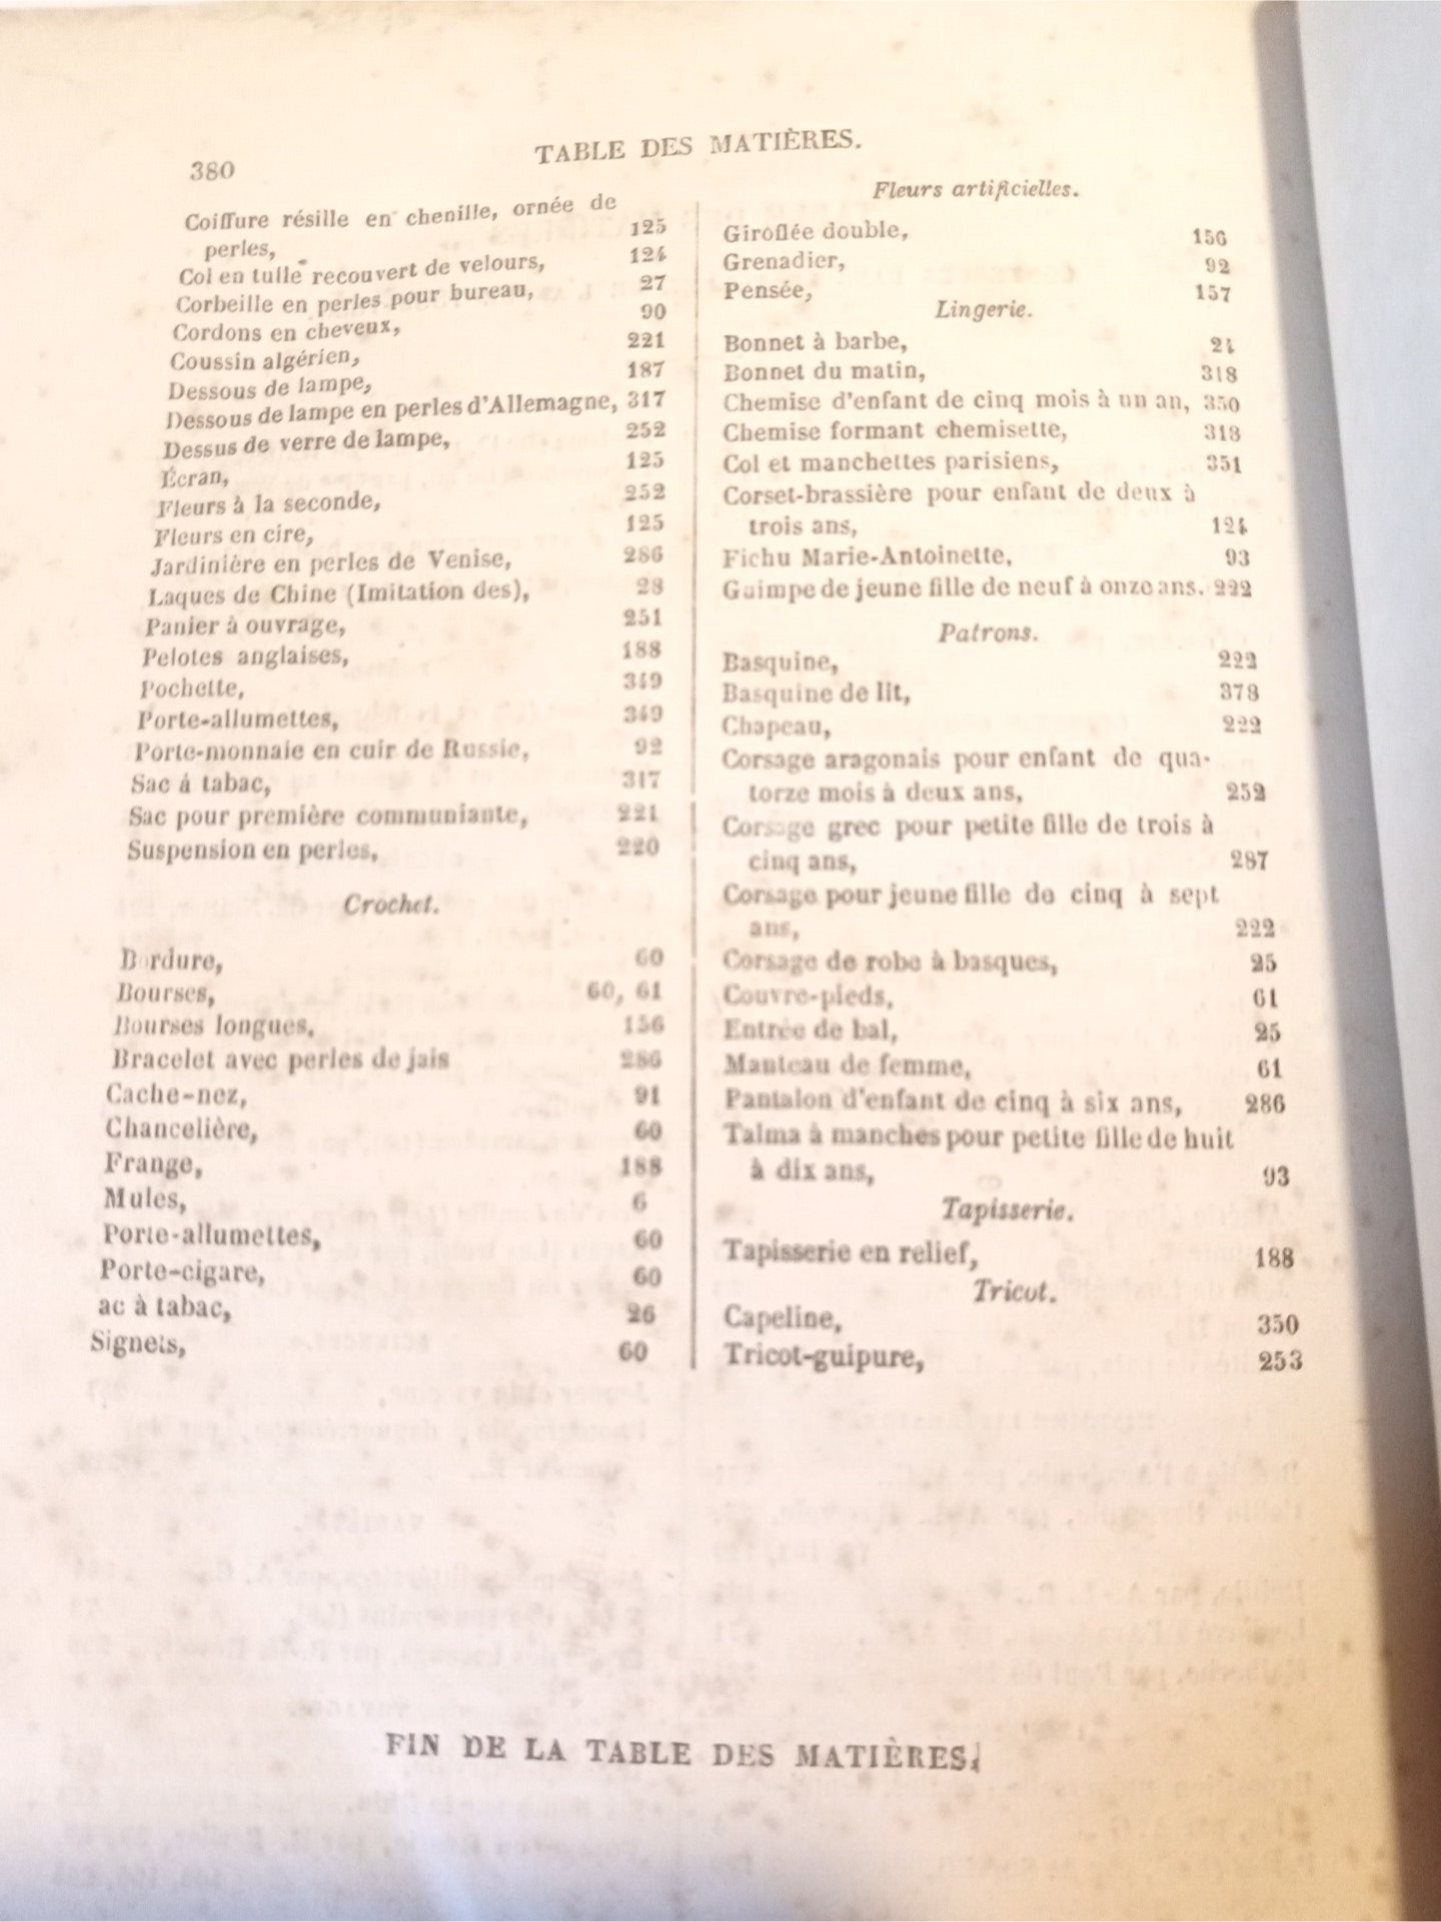 380
TABLE DES MATIÈRES.
Coiffure résille en chenille, ornée de
perles, 125
Col en tulle recouvert de velours, 124
Corbeille en perles pour bureau, 27
Cordons en cheveux, 90
Coussin algérien, 221
Dessous de lampe, 187
Dessous de lampe en perles d'Allemagne, 317
Dessus de verre de lampe, 252
Écran, 125
Fleurs à la seconde, 252
Fleurs en cire, 125
Jardinière en perles de Venise, 286
Laques de Chine (Imitation des), 28
Panier à ouvrage, 251
Pelotes anglaises, 188
Pochette, 349
Porte-allumettes, 349
Porte-monnaie en cuir de Russie, 92
Sac à tabac, 317
Sac pour première communiante, 221
Suspension en perles, 220
Crochet.
Bordure, 60
Bourses, 60, 61
Bourses longues, 156
Bracelet avec perles de jais 286
Cache-nez, 91
Chancelière, 60
Frange, 188
Mules, 6
Porte-allumettes, 60
Porte-cigare, 60
ac à tabac, 26
Signets, 60
Fleurs artificielles.
Giroflée double, 156
Grenadier, 92
Pensée, 157
Lingerie.
Bonnet à barbe, 24
Bonnet du matin, 318
Chemise d'enfant de cinq mois à un an, 350
Chemise formant chemisette, 318
Col et manchettes parisiens, 351
Corset-brassière pour enfant de deux à
trois ans, 124
Fichu Marie-Antoinette, 93
Guimpe de jeune fille de neuf à onze ans. 222
Patrons.
Basquine, 222
Basquine de lit, 378
Chapeau, 222
Corsage aragonais pour enfant de qua-
torze mois à deux ans, 252
Corsage grec pour petite fille de trois à
cinq ans, 287
Corsage pour jeune fille de cinq à sept
ans, 222
Corsage de robe à basques, 25
Couvre-pieds, 61
Entrée de bal, 25
Manteau de femme, 61
Pantalon d'enfant de cinq à six ans, 286
Talma à manches pour petite fille de huit
à dix ans, 93
Tapisserie.
Tapisserie en relief, 188
Tricot.
Capeline, 350
Tricot-guipure, 253
FIN DE LA TABLE DES MATIÈRES.